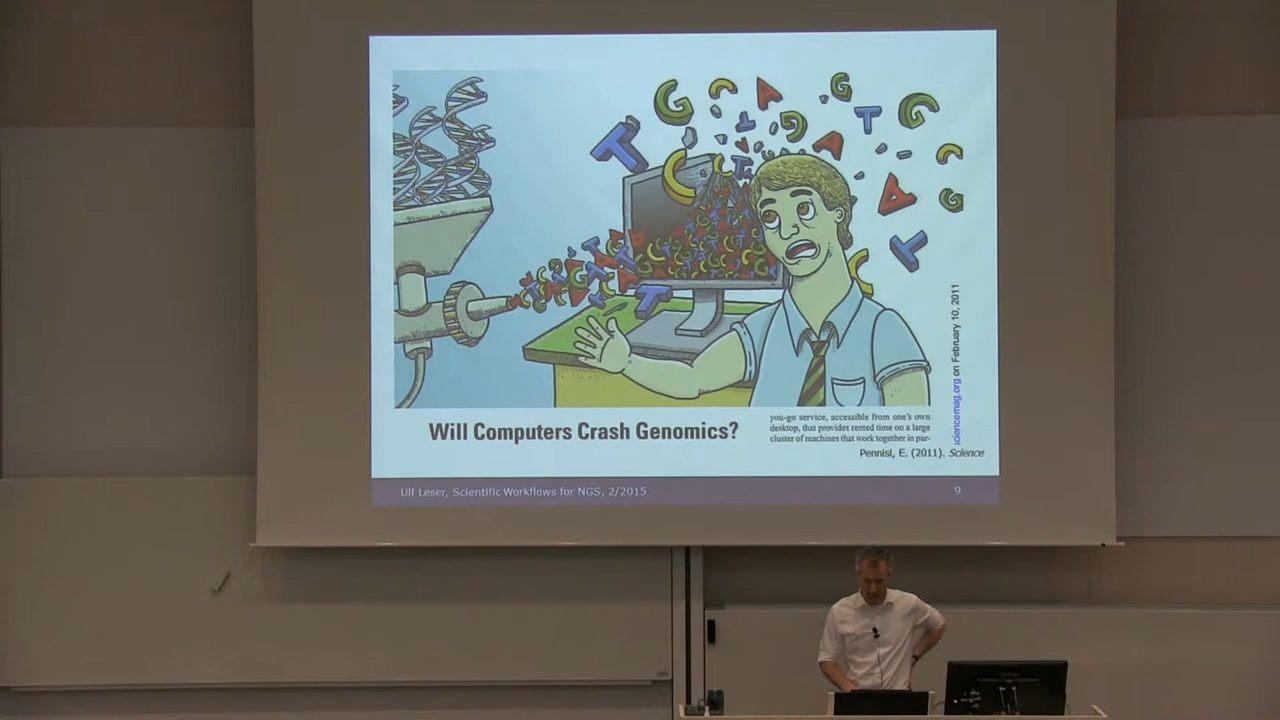 Will Computers Crash Genomics?
you-go service, accessible from one's own
desktop, that provides rented time on a large
cluster of machines that work together in par-
Pennisi, E. (2011). Science
sciencemag.org on February 10, 2011
Ulf Leser, Scientific Workflows for NGS, 2/2015
9